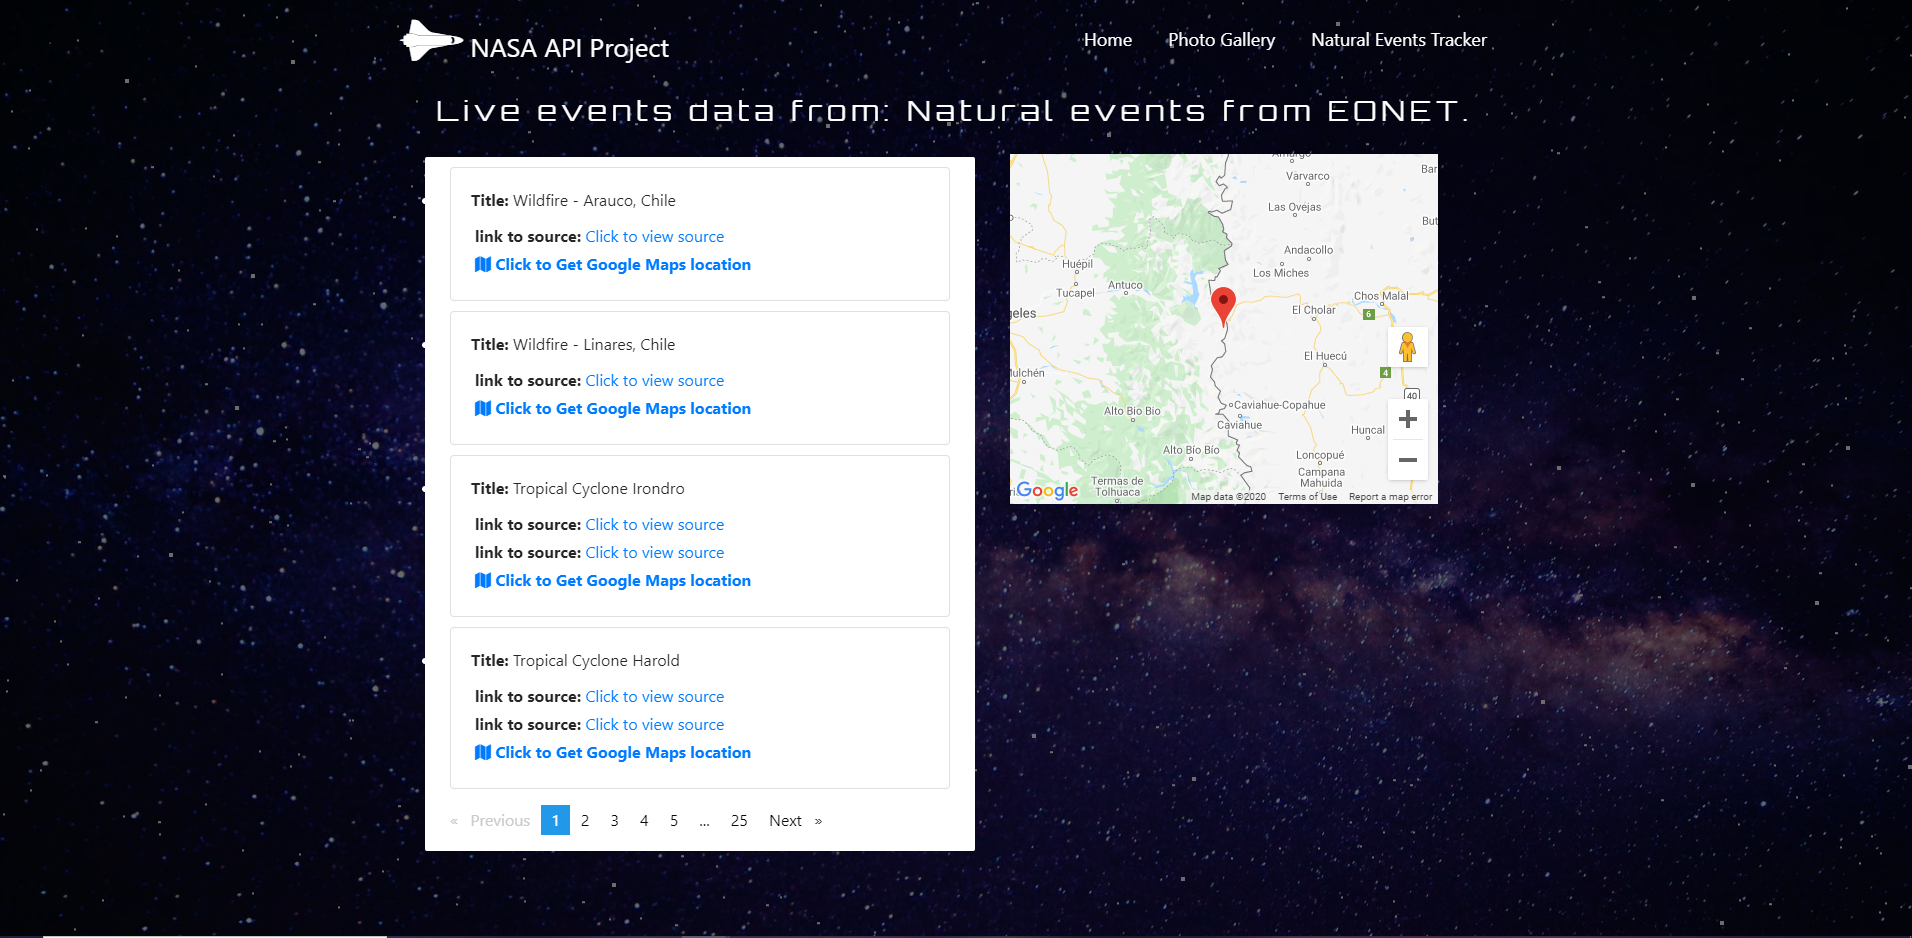 NASA API Project
Home
Photo Gallery
Natural Events Tracker
Live events data from: Natural events from EONET.
Title: Wildfire - Arauco, Chile
link to source: Click to view source
Click to Get Google Maps location
Title: Wildfire - Linares, Chile
link to source: Click to view source
Click to Get Google Maps location
Title: Tropical Cyclone Irondro
link to source: Click to view source
link to source: Click to view source
Click to Get Google Maps location
Title: Tropical Cyclone Harold
link to source: Click to view source
link to source: Click to view source
Click to Get Google Maps location
« Previous 1 2 3 4 5 ... 25 Next »
Varvarco
Bar
Las Ovejas
But
Andacollo
Huépil
Los Miches
Antuco
Tucapel
Chos Malal
El Cholar
6
geles
El Huecú
4
Mulchén
40
Caviahue-Copahue
Alto Bio Bio
Caviahue
Huncal
Alto Bío Bío
Loncopué
Campana
Mahuida
Termas de
Tolhuaca
Google
Map data ©2020
Terms of Use
Report a map error